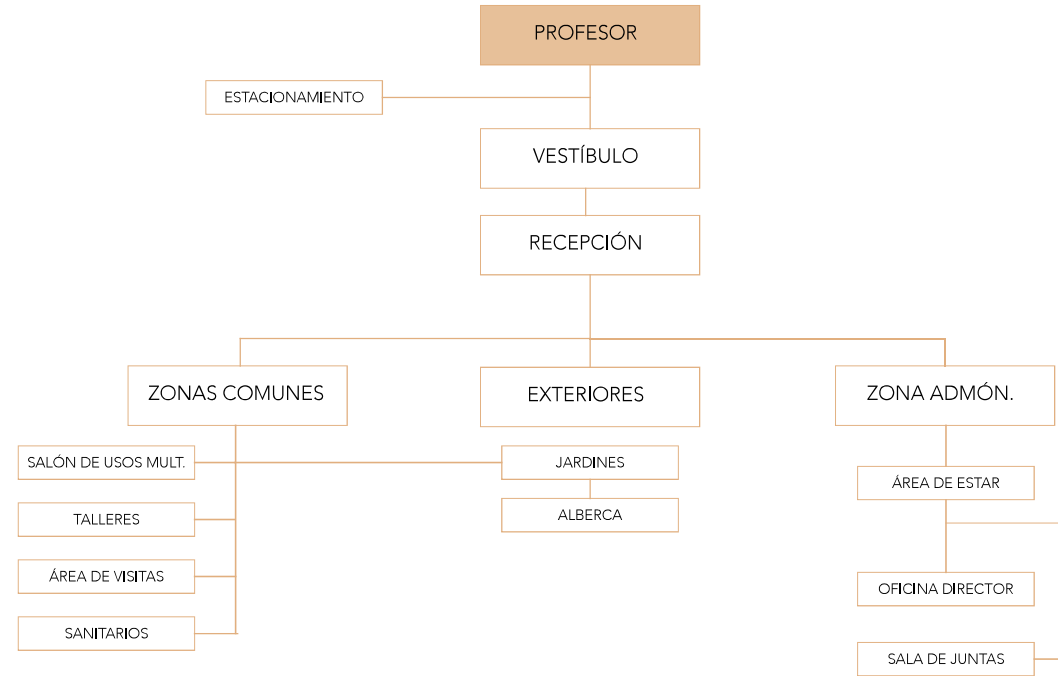 PROFESOR
ESTACIONAMIENTO
VESTÍBULO
RECEPCIÓN
ZONAS COMUNES
EXTERIORES
ZONA ADMÓN.
SALÓN DE USOS MULT.
JARDINES
ÁREA DE ESTAR
TALLERES
ALBERCA
ÁREA DE VISITAS
OFICINA DIRECTOR
SANITARIOS
SALA DE JUNTAS